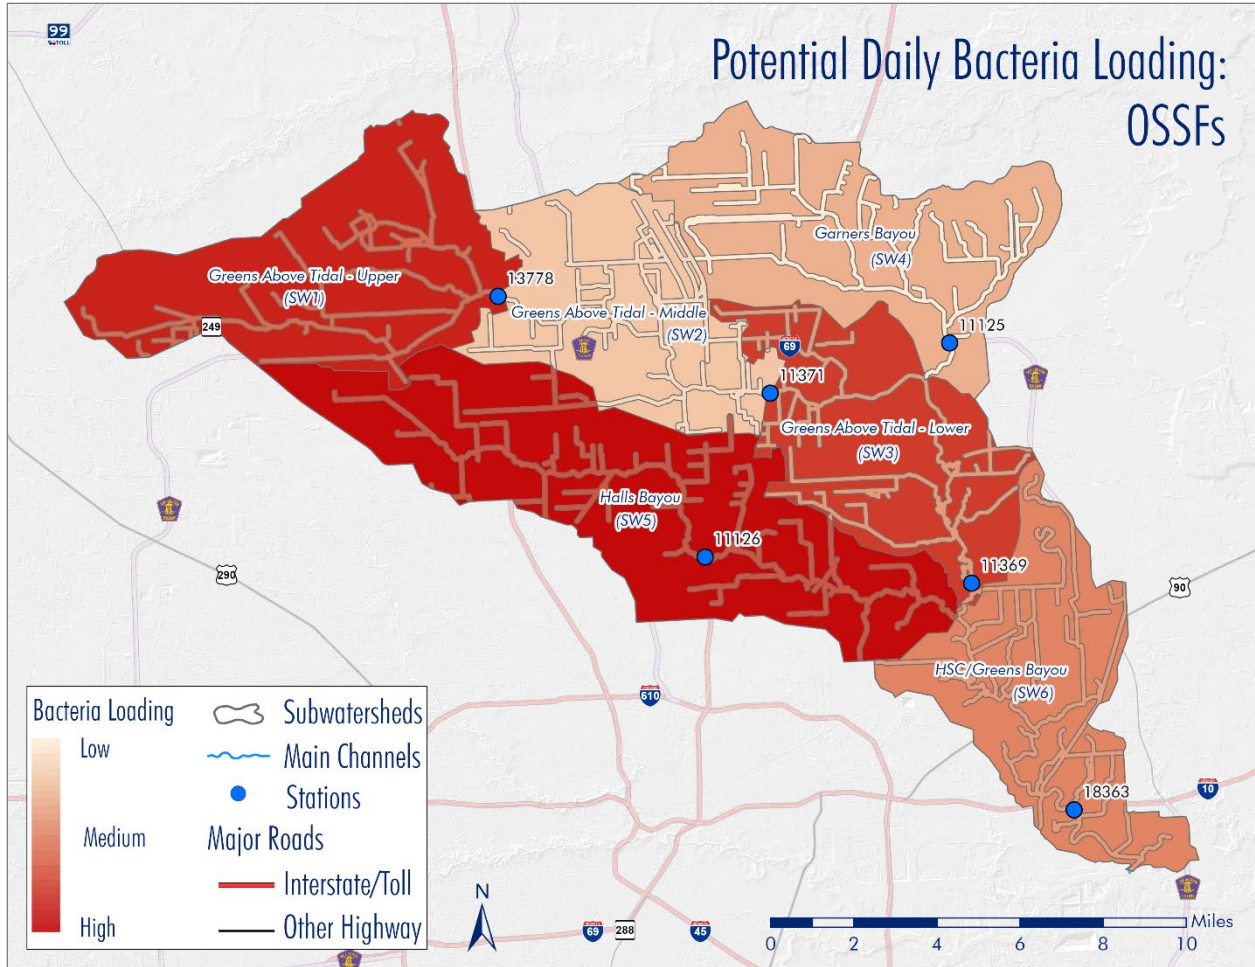 99
TOLL
Potential Daily Bacteria Loading:
OSSFs
Garners Bayou
(SW4)
Greens Above Tidal - Upper
(SW1)
13778
Greens Above Tidal - Middle
(SW2)
249
69
11125
11371
Greens Above Tidal - Lower
(SW3)
Halls Bayou
(SW5)
11126
11369
290
90
HSC/Greens Bayou
(SW6)
610
18363
10
Bacteria Loading
Low
Medium
High
Subwatersheds
Main Channels
Stations
Major Roads
Interstate/Toll
Other Highway
N
69
288
45
Miles
0 2 4 6 8 10